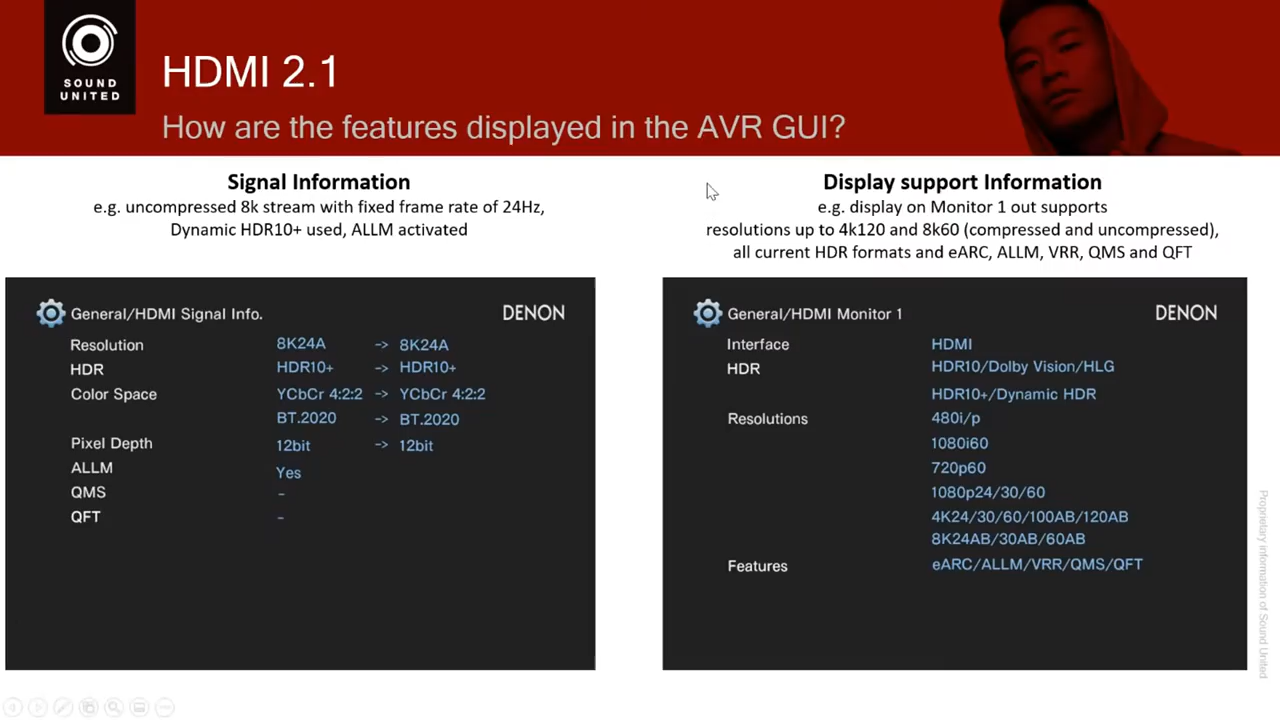 SOUND
UNITED
HDMI 2.1
How are the features displayed in the AVR GUI?
Signal Information
e.g. uncompressed 8k stream with fixed frame rate of 24Hz,
Dynamic HDR10+ used, ALLM activated
General/HDMI Signal Info. DENON
Resolution 8K24A -> 8K24A
HDR HDR10+ -> HDR10+
Color Space YCbCr 4:2:2 -> YCbCr 4:2:2
BT.2020 -> BT.2020
Pixel Depth 12bit -> 12bit
ALLM Yes
QMS -
QFT -
Display support Information
e.g. display on Monitor 1 out supports
resolutions up to 4k120 and 8k60 (compressed and uncompressed),
all current HDR formats and eARC, ALLM, VRR, QMS and QFT
General/HDMI Monitor 1 DENON
Interface HDMI
HDR HDR10/Dolby Vision/HLG
HDR10+/Dynamic HDR
Resolutions 480i/p
1080i60
720p60
1080p24/30/60
4K24/30/60/100AB/120AB
8K24AB/30AB/60AB
Features eARC/ALLM/VRR/QMS/QFT
Proprietary information of Sound United